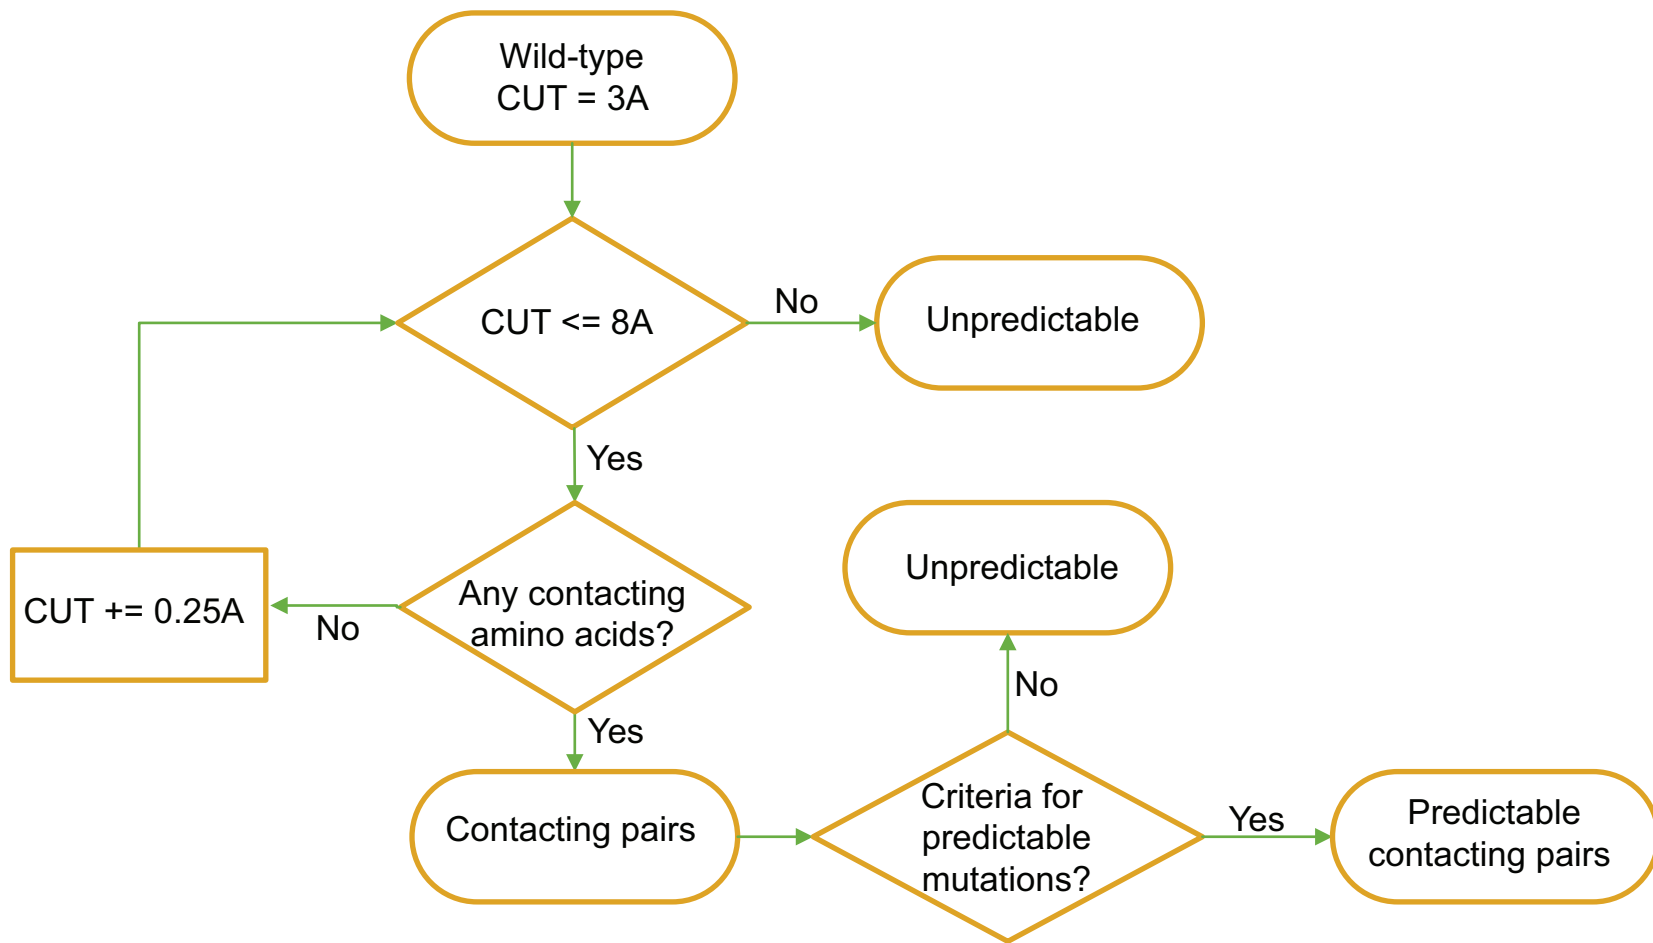 Wild-type
CUT = 3A
CUT <= 8A
No
Unpredictable
Yes
Any contacting
amino acids?
No
CUT += 0.25A
Yes
Contacting pairs
Criteria for
predictable
mutations?
No
Unpredictable
Yes
Predictable
contacting pairs